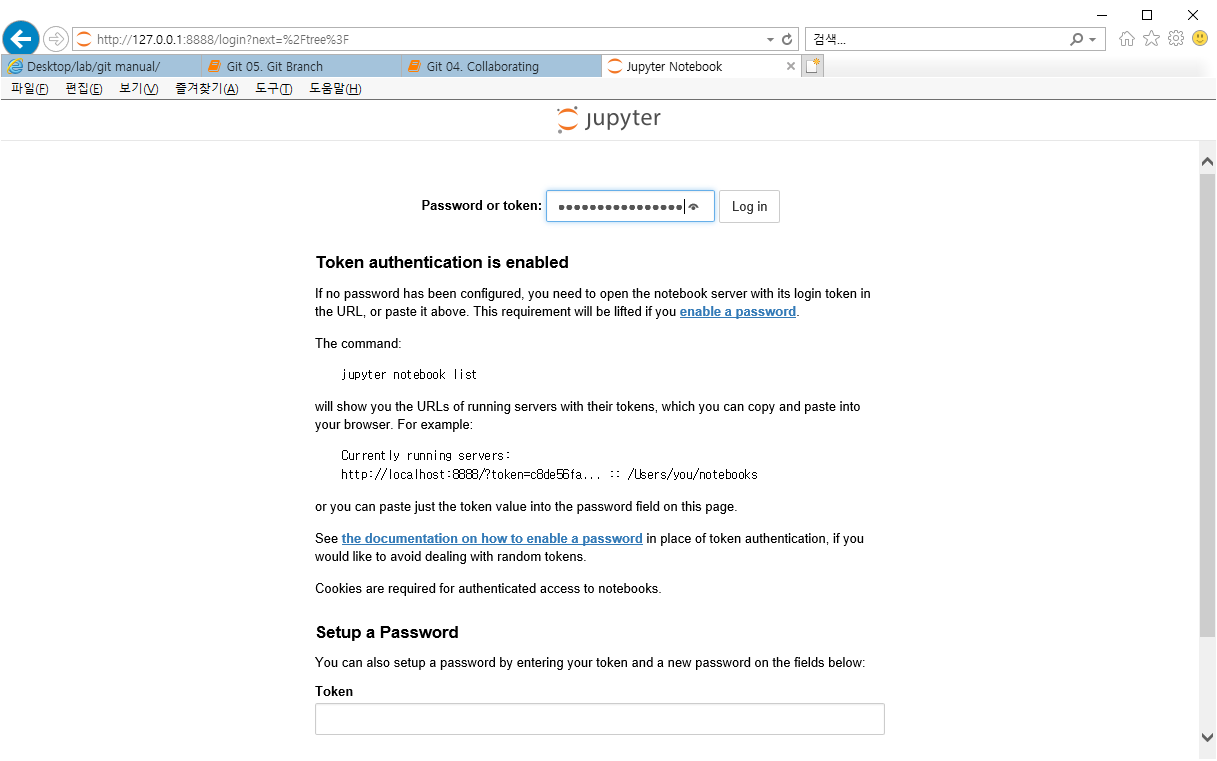 http://127.0.0.1:8888/login?next=%2Ftree%3F
검색...
Desktop/lab/git manual/
Git 05. Git Branch
Git 04. Collaborating
Jupyter Notebook
파일(F) 편집(E) 보기(V) 즐겨찾기(A) 도구(T) 도움말(H)
jupyter
Password or token: ●●●●●●●●●●●●●●●● Log in
Token authentication is enabled
If no password has been configured, you need to open the notebook server with its login token in
the URL, or paste it above. This requirement will be lifted if you enable a password.
The command:
jupyter notebook list
will show you the URLs of running servers with their tokens, which you can copy and paste into
your browser. For example:
Currently running servers:
http://localhost:8888/?token=c8de56fa... :: /Users/you/notebooks
or you can paste just the token value into the password field on this page.
See the documentation on how to enable a password in place of token authentication, if you
would like to avoid dealing with random tokens.
Cookies are required for authenticated access to notebooks.
Setup a Password
You can also setup a password by entering your token and a new password on the fields below:
Token